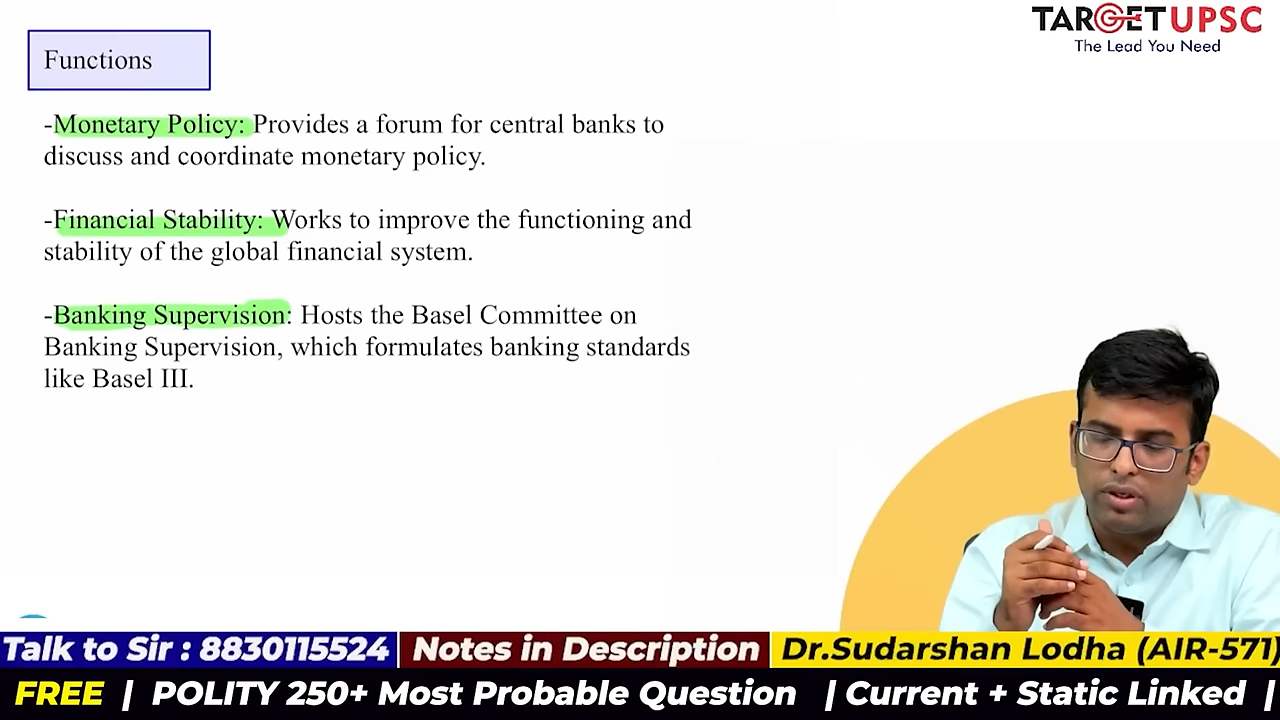 TARGETUPSC
The Lead You Need
Functions
-Monetary Policy: Provides a forum for central banks to
discuss and coordinate monetary policy.
-Financial Stability: Works to improve the functioning and
stability of the global financial system.
-Banking Supervision: Hosts the Basel Committee on
Banking Supervision, which formulates banking standards
like Basel III.
Talk to Sir : 8830115524
Notes in Description
Dr.Sudarshan Lodha (AIR-571)
FREE | POLITY 250+ Most Probable Question | Current + Static Linked |